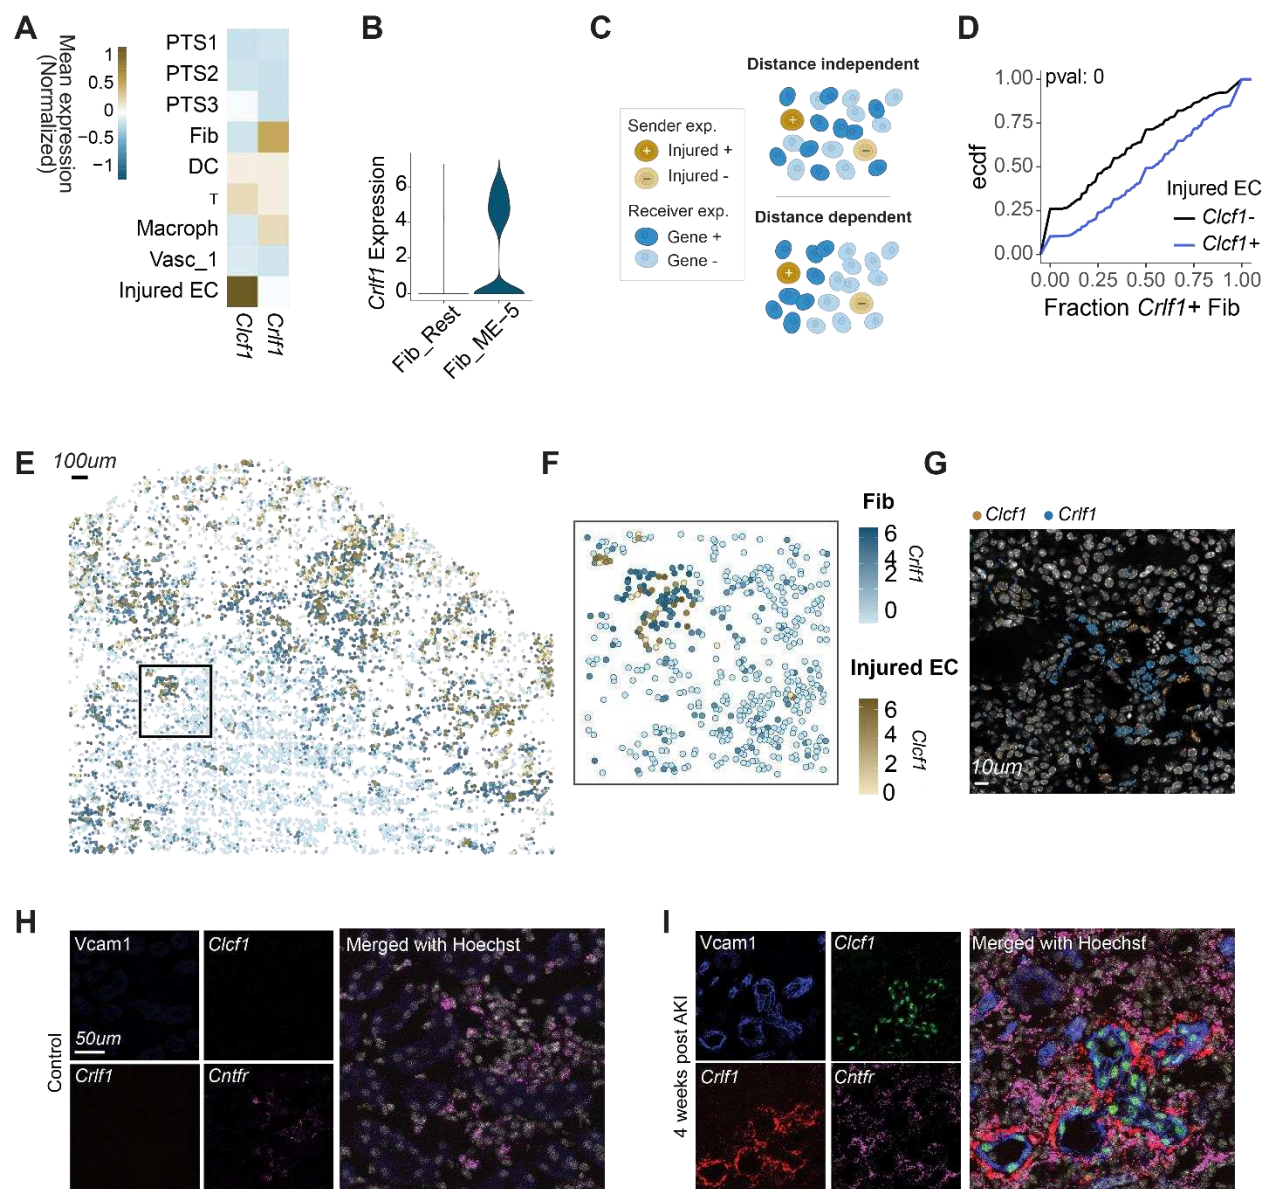 A
Mean expression
(Normalized)
1
0.5
0
−0.5
−1
PTS1
PTS2
PTS3
Fib
DC
T
Macroph
Vasc_1
Injured EC
Clcf1
Crlf1
B
Crlf1 Expression
6
4
2
0
Fib_Rest
Fib_ME−5
C
Sender exp.
+ Injured +
− Injured -
Receiver exp.
Gene +
Gene -
Distance independent
+
−
Distance dependent
+
−
D
pval: 0
ecdf
1.00
0.75
0.50
0.25
0.00
Injured EC
Clcf1-
Clcf1+
0.00 0.25 0.50 0.75 1.00
Fraction Crlf1+ Fib
E
100um
F
Fib
6
4
2
0
Crlf1
Injured EC
6
4
2
0
Clcf1
G
Clcf1 Crlf1
10um
H
Control
Vcam1
50um
Clcf1
Crlf1
Cntfr
Merged with Hoechst
I
4 weeks post AKI
Vcam1
Clcf1
Crlf1
Cntfr
Merged with Hoechst